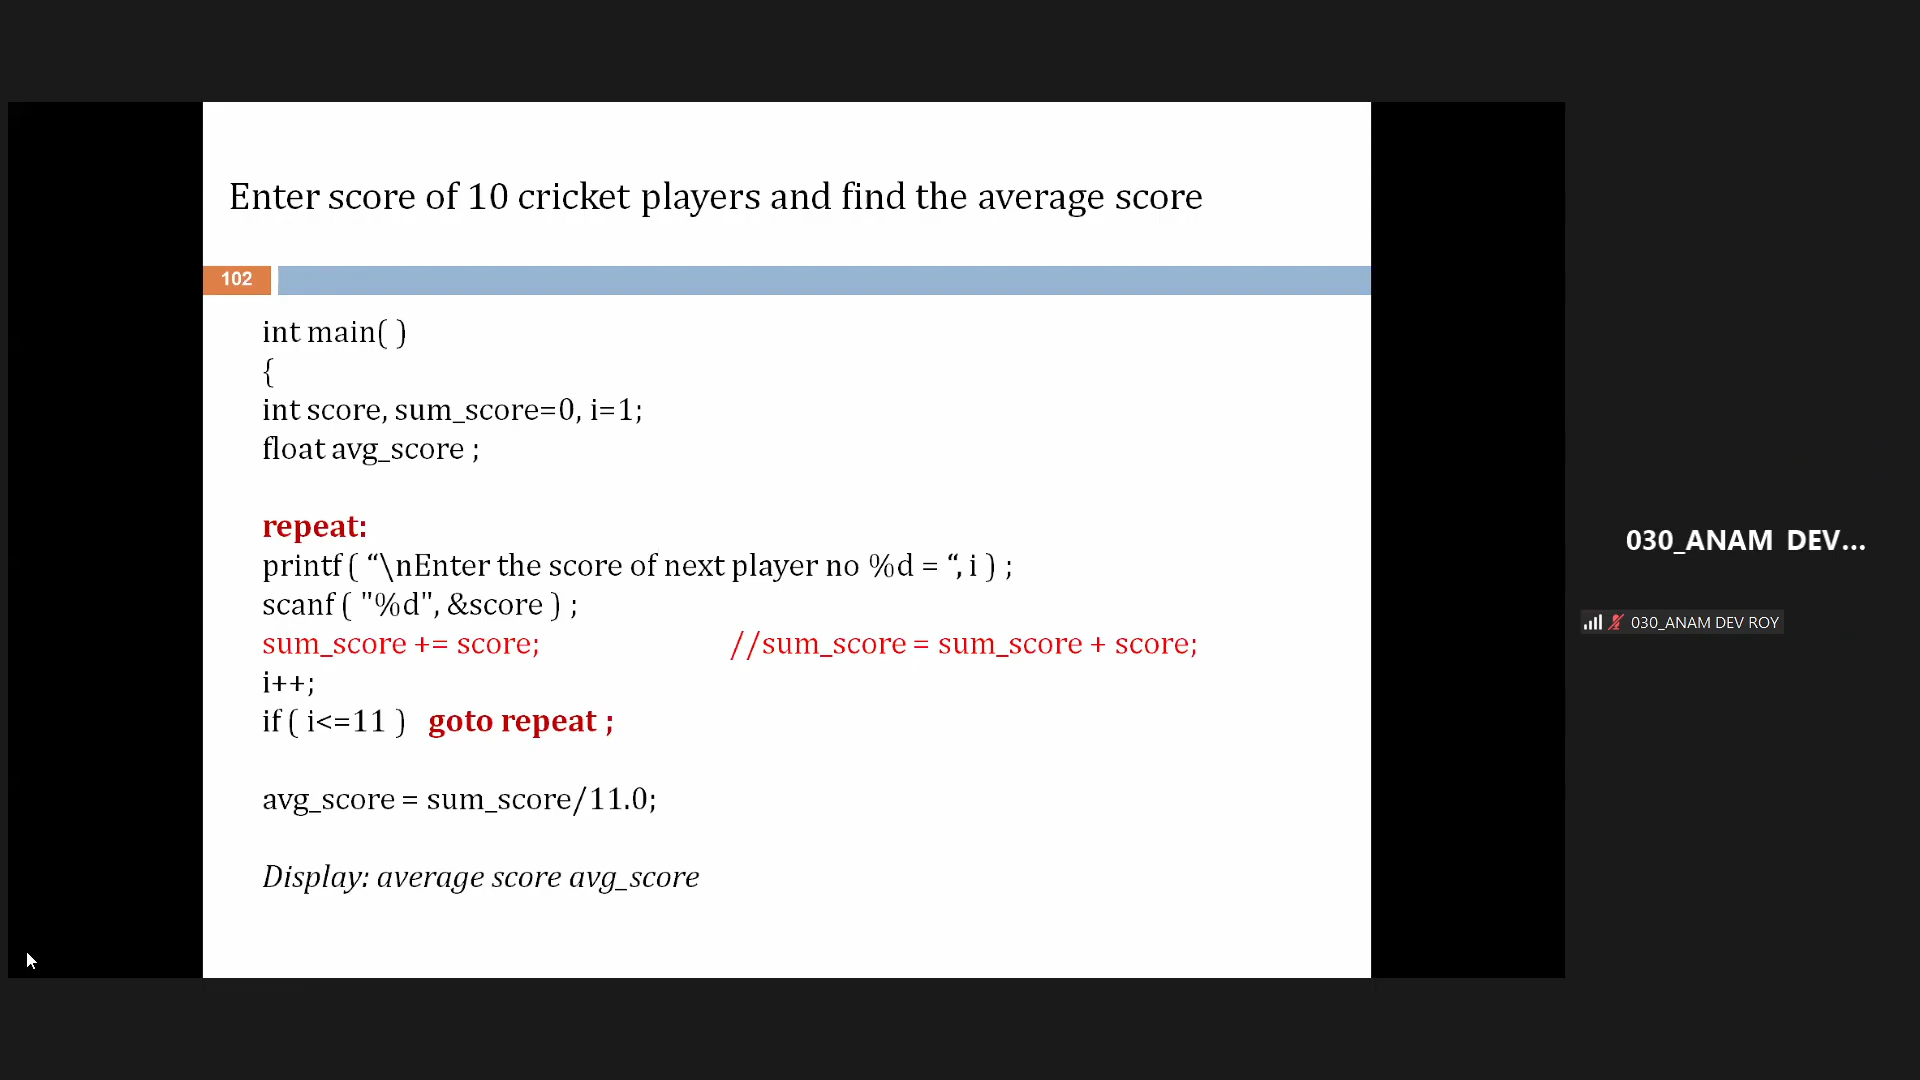 Enter score of 10 cricket players and find the average score
102
int main( )
{
int score, sum_score=0, i=1;
float avg_score ;
repeat:
printf ( “\nEnter the score of next player no %d = “, i ) ;
scanf ( "%d", &score ) ;
sum_score += score; //sum_score = sum_score + score;
i++;
if ( i<=11 ) goto repeat ;
avg_score = sum_score/11.0;
Display: average score avg_score
030_ANAM DEV...
030_ANAM DEV ROY